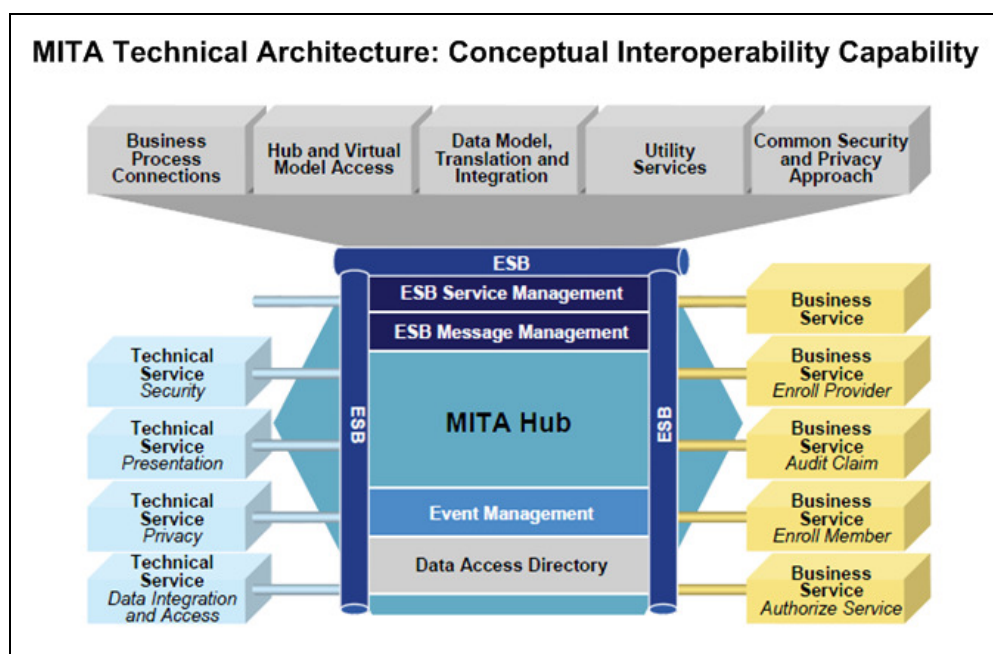 MITA Technical Architecture: Conceptual Interoperability Capability
Business
Process
Connections
Hub and Virtual
Model Access
Data Model,
Translation and
Integration
Utility
Services
Common Security
and Privacy
Approach
ESB
ESB Service Management
ESB Message Management
ESB
MITA Hub
ESB
Event Management
Data Access Directory
Technical
Service
Security
Technical
Service
Presentation
Technical
Service
Privacy
Technical
Service
Data Integration
and Access
Business
Service
Business
Service
Enroll Provider
Business
Service
Audit Claim
Business
Service
Enroll Member
Business
Service
Authorize Service